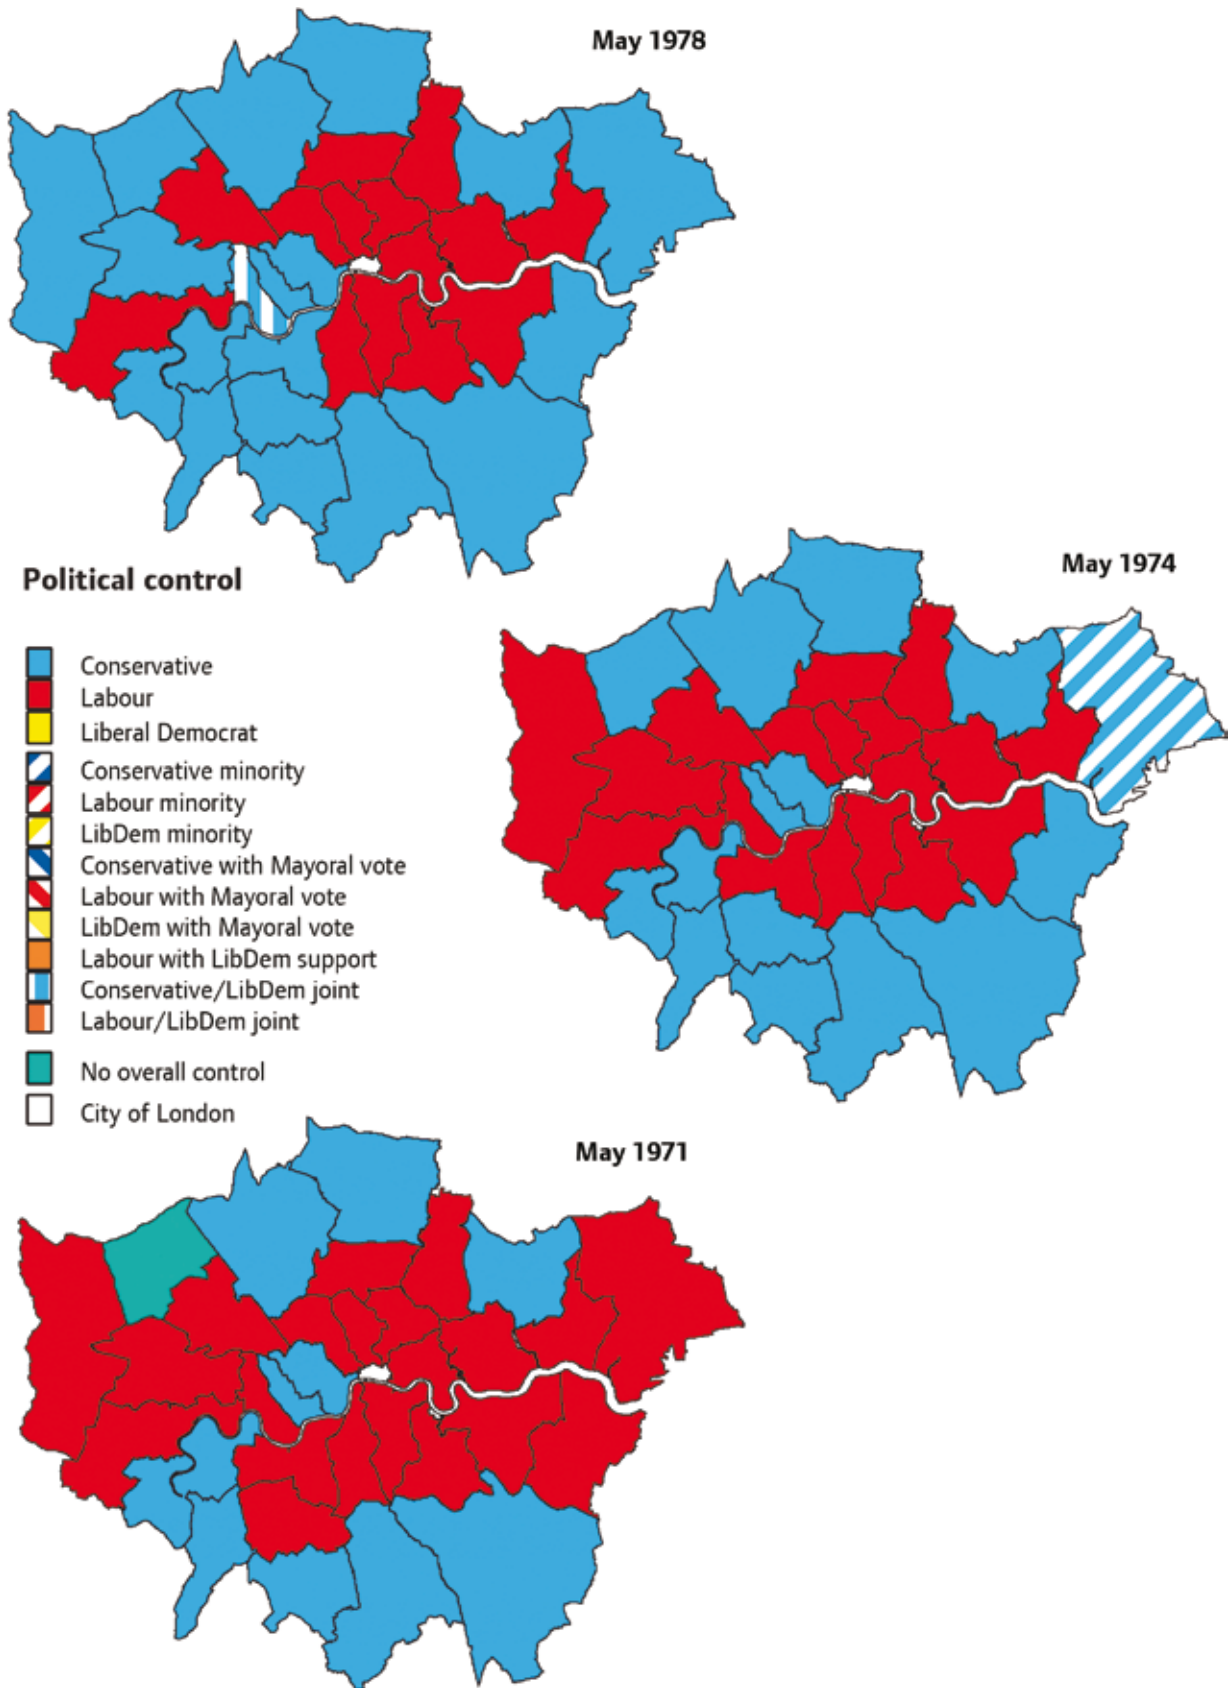 May 1978
May 1974
Political control
Conservative
Labour
Liberal Democrat
Conservative minority
Labour minority
LibDem minority
Conservative with Mayoral vote
Labour with Mayoral vote
LibDem with Mayoral vote
Labour with LibDem support
Conservative/LibDem joint
Labour/LibDem joint
No overall control
City of London
May 1971